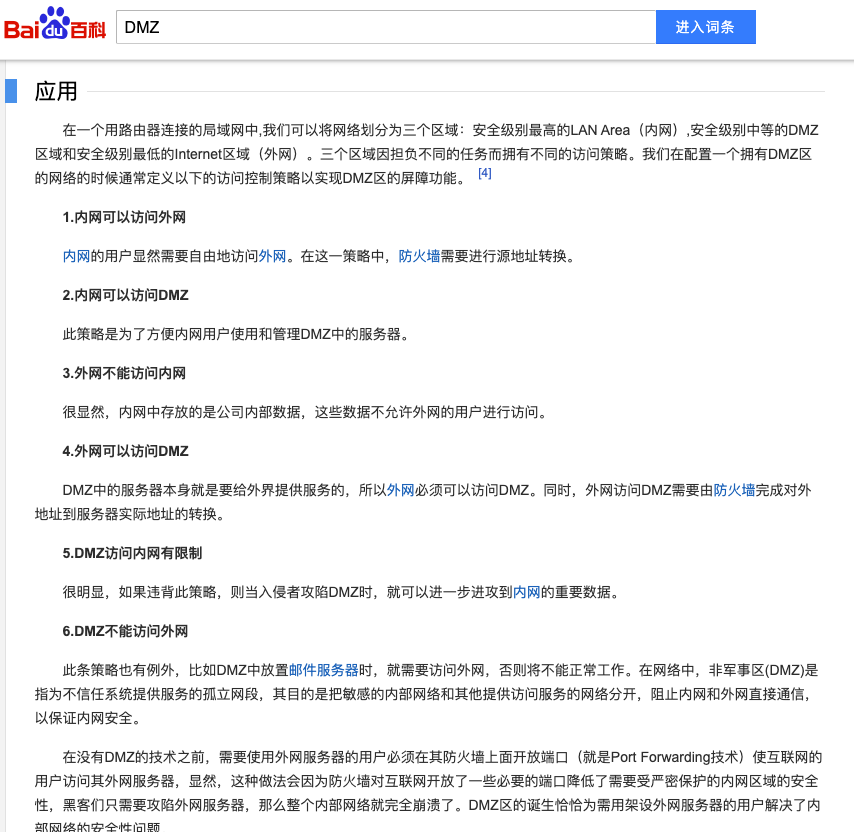 Bai du 百科
DMZ
进入词条
应用
在一个用路由器连接的局域网中,我们可以将网络划分为三个区域：安全级别最高的LAN Area（内网）,安全级别中等的DMZ
区域和安全级别最低的Internet区域（外网）。三个区域因担负不同的任务而拥有不同的访问策略。我们在配置一个拥有DMZ区
的网络的时候通常定义以下的访问控制策略以实现DMZ区的屏障功能。 [4]
1.内网可以访问外网
内网的用户显然需要自由地访问外网。在这一策略中，防火墙需要进行源地址转换。
2.内网可以访问DMZ
此策略是为了方便内网用户使用和管理DMZ中的服务器。
3.外网不能访问内网
很显然，内网中存放的是公司内部数据，这些数据不允许外网的用户进行访问。
4.外网可以访问DMZ
DMZ中的服务器本身就是要给外界提供服务的，所以外网必须可以访问DMZ。同时，外网访问DMZ需要由防火墙完成对外
地址到服务器实际地址的转换。
5.DMZ访问内网有限制
很明显，如果违背此策略，则当入侵者攻陷DMZ时，就可以进一步进攻到内网的重要数据。
6.DMZ不能访问外网
此条策略也有例外，比如DMZ中放置邮件服务器时，就需要访问外网，否则将不能正常工作。在网络中，非军事区(DMZ)是
指为不信任系统提供服务的孤立网段，其目的是把敏感的内部网络和其他提供访问服务的网络分开，阻止内网和外网直接通信，
以保证内网安全。
在没有DMZ的技术之前，需要使用外网服务器的用户必须在其防火墙上面开放端口（就是Port Forwarding技术）使互联网的
用户访问其外网服务器，显然，这种做法会因为防火墙对互联网开放了一些必要的端口降低了需要受严密保护的内网区域的安全
性，黑客们只需要攻陷外网服务器，那么整个内部网络就完全崩溃了。DMZ区的诞生恰恰为需用架设外网服务器的用户解决了内
部网络的安全性问题